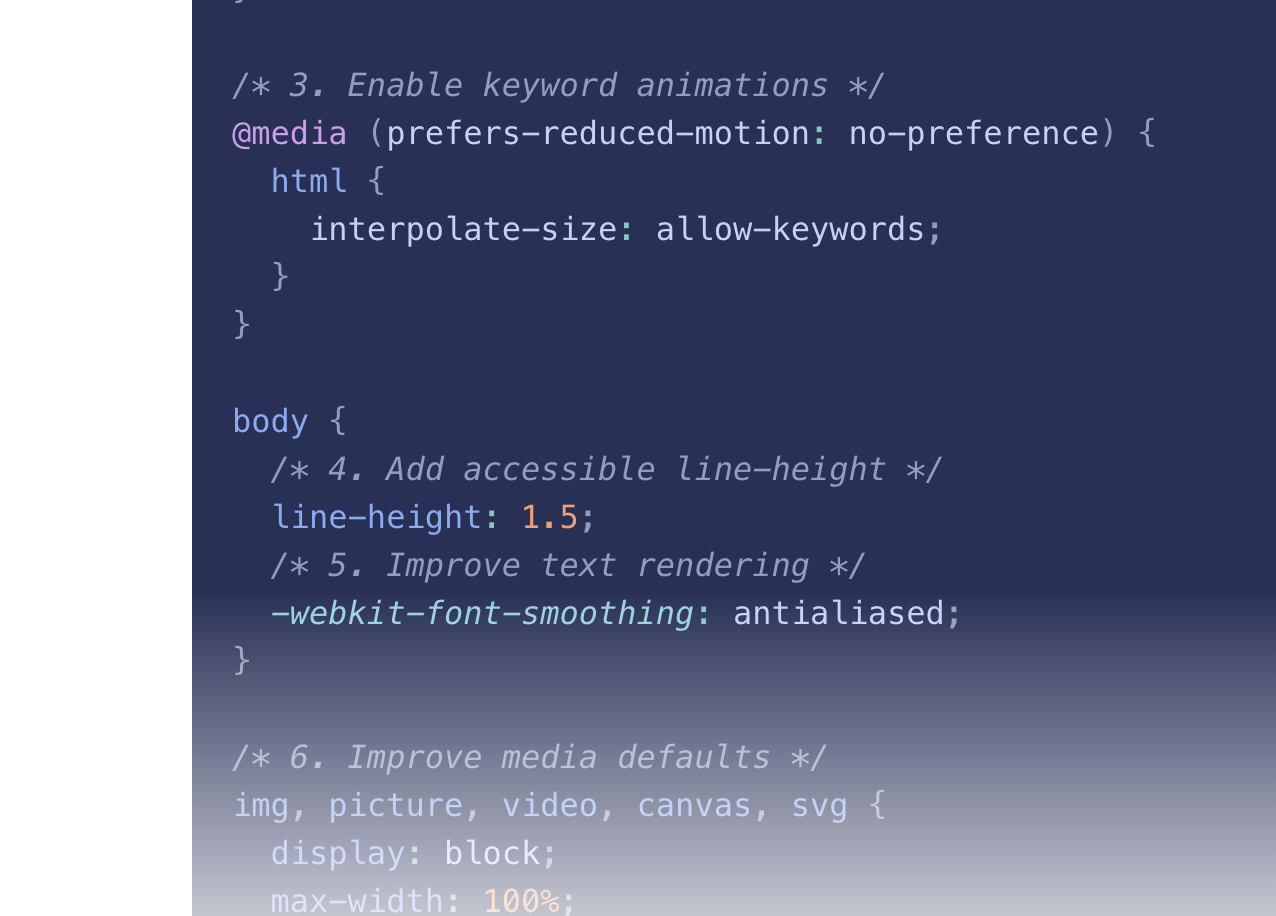 }
/* 3. Enable keyword animations */
@media (prefers-reduced-motion: no-preference) {
  html {
    interpolate-size: allow-keywords;
  }
}
body {
  /* 4. Add accessible line-height */
  line-height: 1.5;
  /* 5. Improve text rendering */
  -webkit-font-smoothing: antialiased;
}
/* 6. Improve media defaults */
img, picture, video, canvas, svg {
  display: block;
  max-width: 100%;